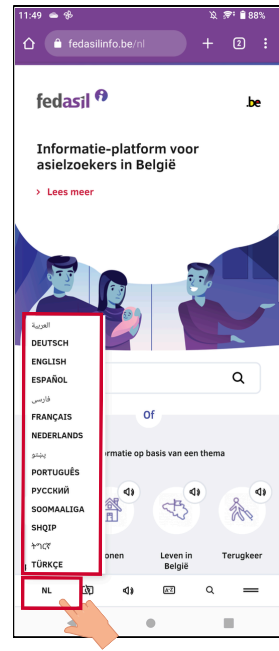 11:49
88%
fedasilinfo.be/nl
2
fedasil
.be
Informatie-platform voor
asielzoekers in België
> Lees meer
العربية
DEUTSCH
ENGLISH
ESPAÑOL
فارسی
FRANÇAIS
NEDERLANDS
پښتو
PORTUGUÊS
РУССКИЙ
SOOMAALIGA
SHQIP
ትግርኛ
TÜRKÇE
Of
rmatie op basis van een thema
onen
Leven in
België
Terugkeer
NL